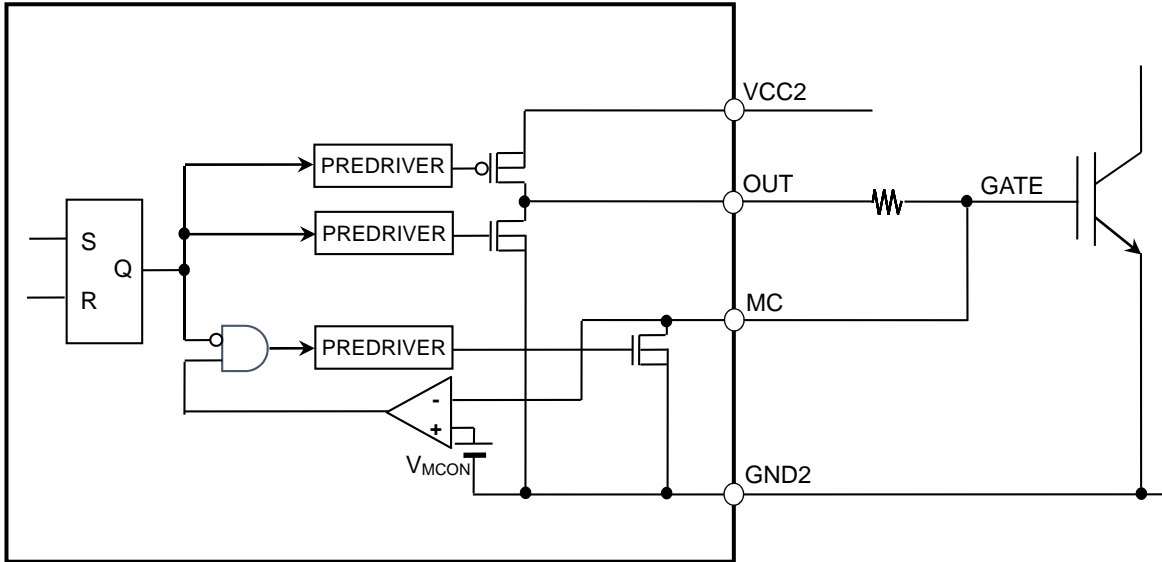 VCC2
PREDRIVER
OUT
GATE
PREDRIVER
S
Q
R
MC
PREDRIVER
-
+
VMCON
GND2